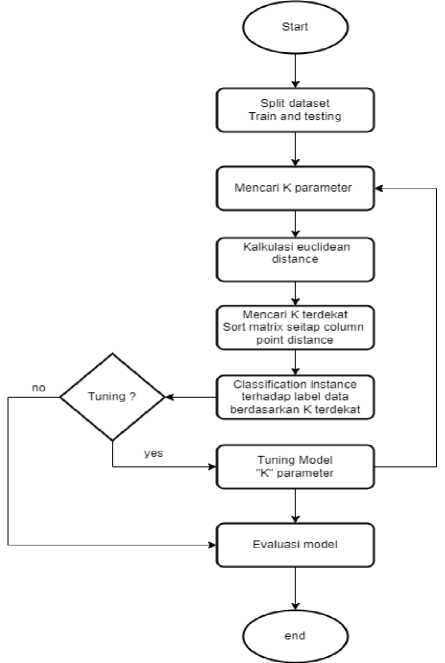 Start
Split dataset
Train and testing
Mencari K parameter
Kalkulasi euclidean
distance
Mencari K terdekat
Sort matrix seitap column
point distance
Classification instance
terhadap label data
berdasarkan K terdekat
Tuning ?
no
yes
Tuning Model
"K" parameter
Evaluasi model
end